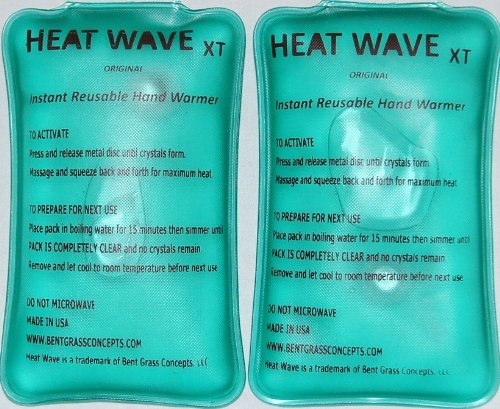 HEAT WAVE XT
ORIGINAL
Instant Reusable Hand Warmer
TO ACTIVATE
Press and release metal disc until crystals form.
Massage and squeeze back and forth for maximum heat
TO PREPARE FOR NEXT USE
Place pack in boiling water for 15 minutes then simmer until
PACK IS COMPLETELY CLEAR and no crystals remain.
Remove and let cool to room temperature before next use
DO NOT MICROWAVE
MADE IN USA
WWW.BENTGRASSCONCEPTS.COM
Heat Wave is a trademark of Bent Grass Concepts, LLC
HEAT WAVE XT
ORIGINAL
Instant Reusable Hand Warmer
TO ACTIVATE
Press and release metal disc until crystals form.
Massage and squeeze back and forth for maximum heat
TO PREPARE FOR NEXT USE
Place pack in boiling water for 15 minutes then simmer until
PACK IS COMPLETELY CLEAR and no crystals remain.
Remove and let cool to room temperature before next use
DO NOT MICROWAVE
MADE IN USA
WWW.BENTGRASSCONCEPTS.COM
Heat Wave is a trademark of Bent Grass Concepts, LLC